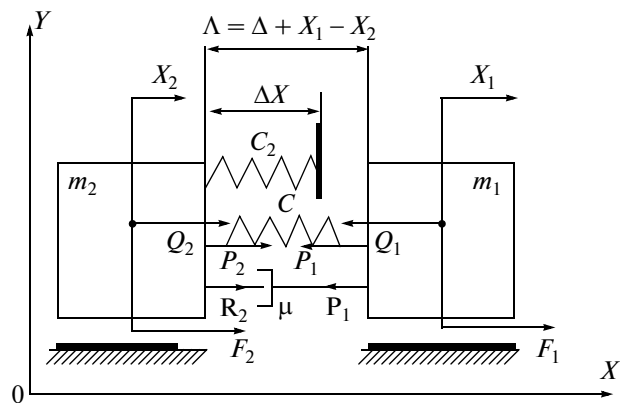 Y
Λ = Δ + X₁ − X₂
X₂
ΔX
X₁
C₂
m₂
m₁
C
Q₂
Q₁
P₂
P₁
R₂
μ
P₁
F₂
F₁
X
0